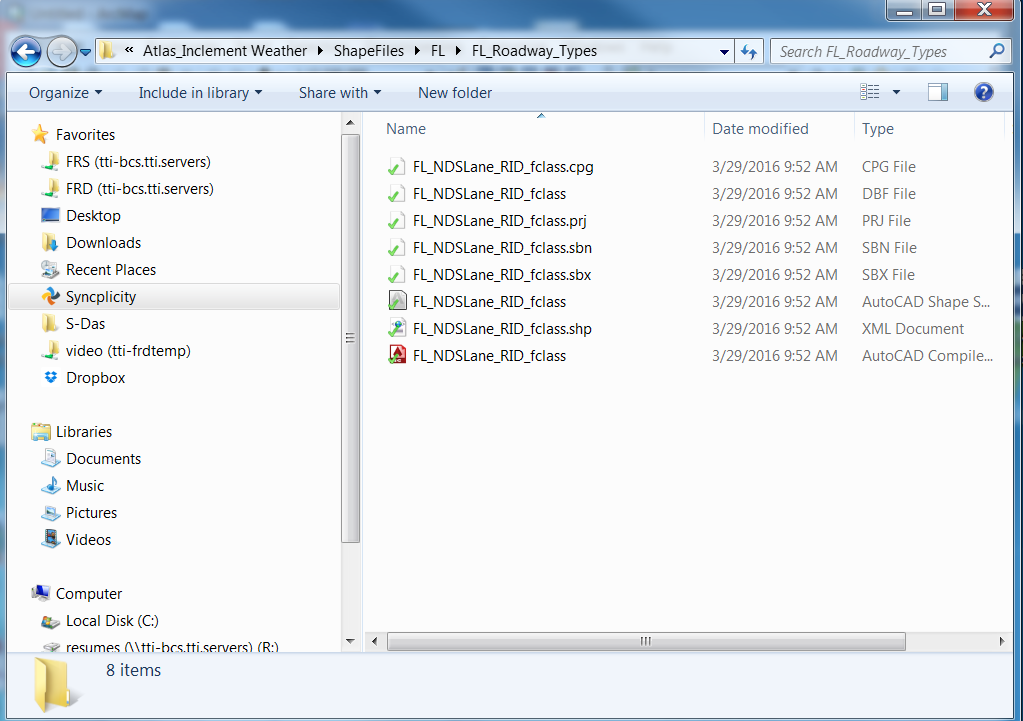 « Atlas_Inclement Weather ShapeFiles FL FL_Roadway_Types Search FL_Roadway_Types
Organize Include in library Share with New folder
Favorites
FRS (tti-bcs.tti.servers)
FRD (tti-bcs.tti.servers)
Desktop
Downloads
Recent Places
Syncplicity
S-Das
video (tti-frdtemp)
Dropbox
Libraries
Documents
Music
Pictures
Videos
Computer
Local Disk (C:)
resumes (\\tti-bcs.tti.servers) (R:)
Name Date modified Type
FL_NDSLane_RID_fclass.cpg 3/29/2016 9:52 AM CPG File
FL_NDSLane_RID_fclass 3/29/2016 9:52 AM DBF File
FL_NDSLane_RID_fclass.prj 3/29/2016 9:52 AM PRJ File
FL_NDSLane_RID_fclass.sbn 3/29/2016 9:52 AM SBN File
FL_NDSLane_RID_fclass.sbx 3/29/2016 9:52 AM SBX File
FL_NDSLane_RID_fclass 3/29/2016 9:52 AM AutoCAD Shape S...
FL_NDSLane_RID_fclass.shp 3/29/2016 9:52 AM XML Document
FL_NDSLane_RID_fclass 3/29/2016 9:52 AM AutoCAD Compile...
8 items